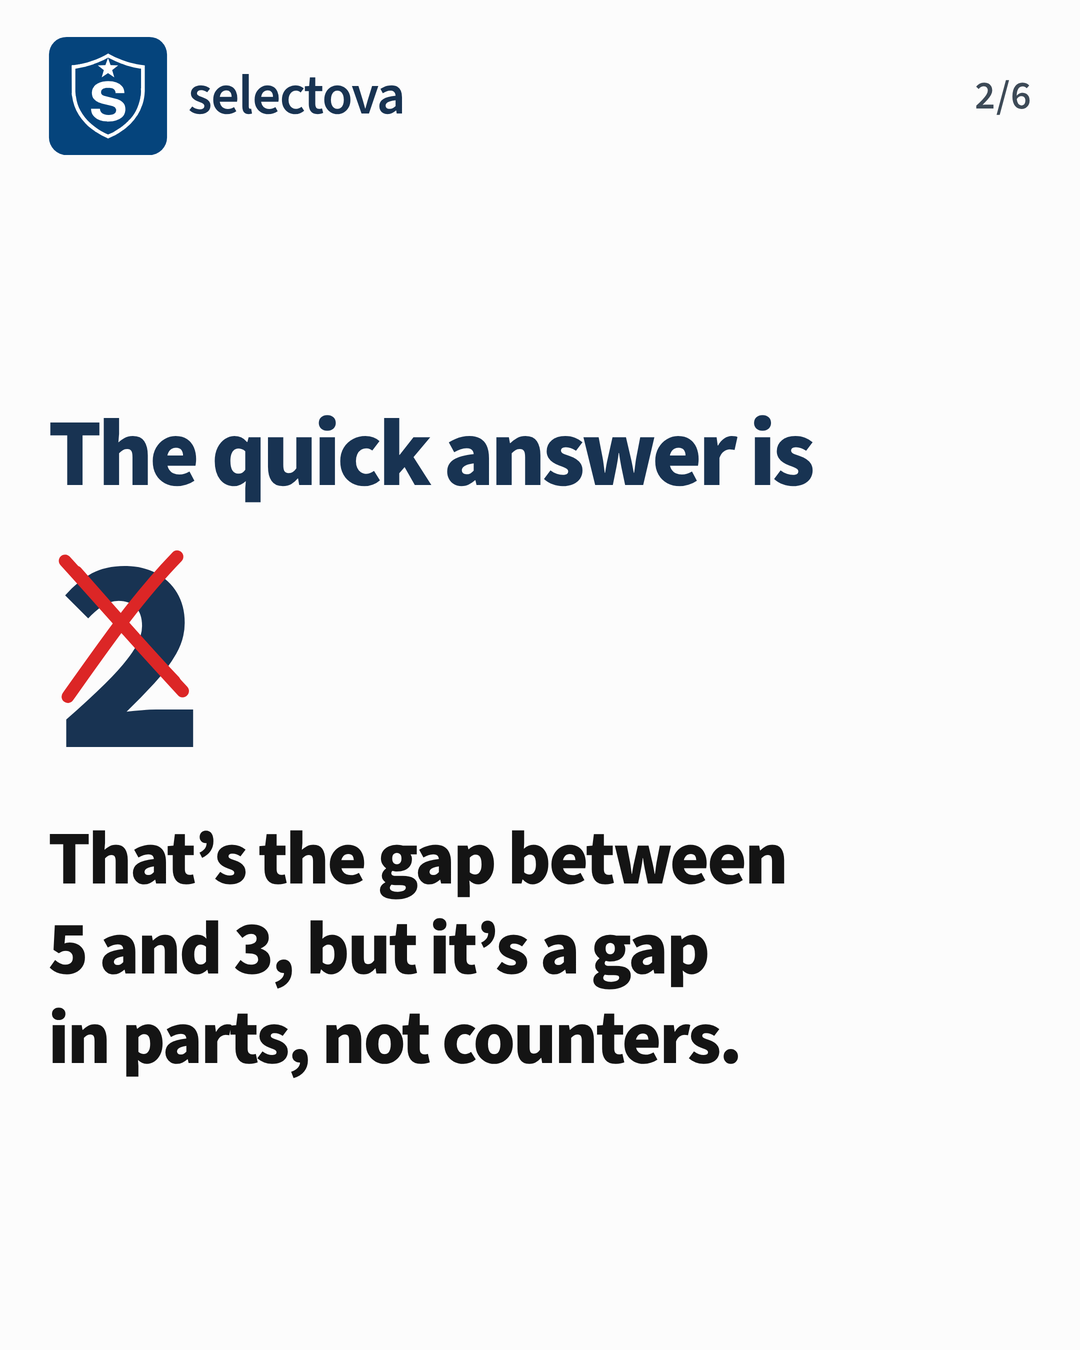 S
selectova
2/6
The quick answer is
2
That’s the gap between
5 and 3, but it’s a gap
in parts, not counters.